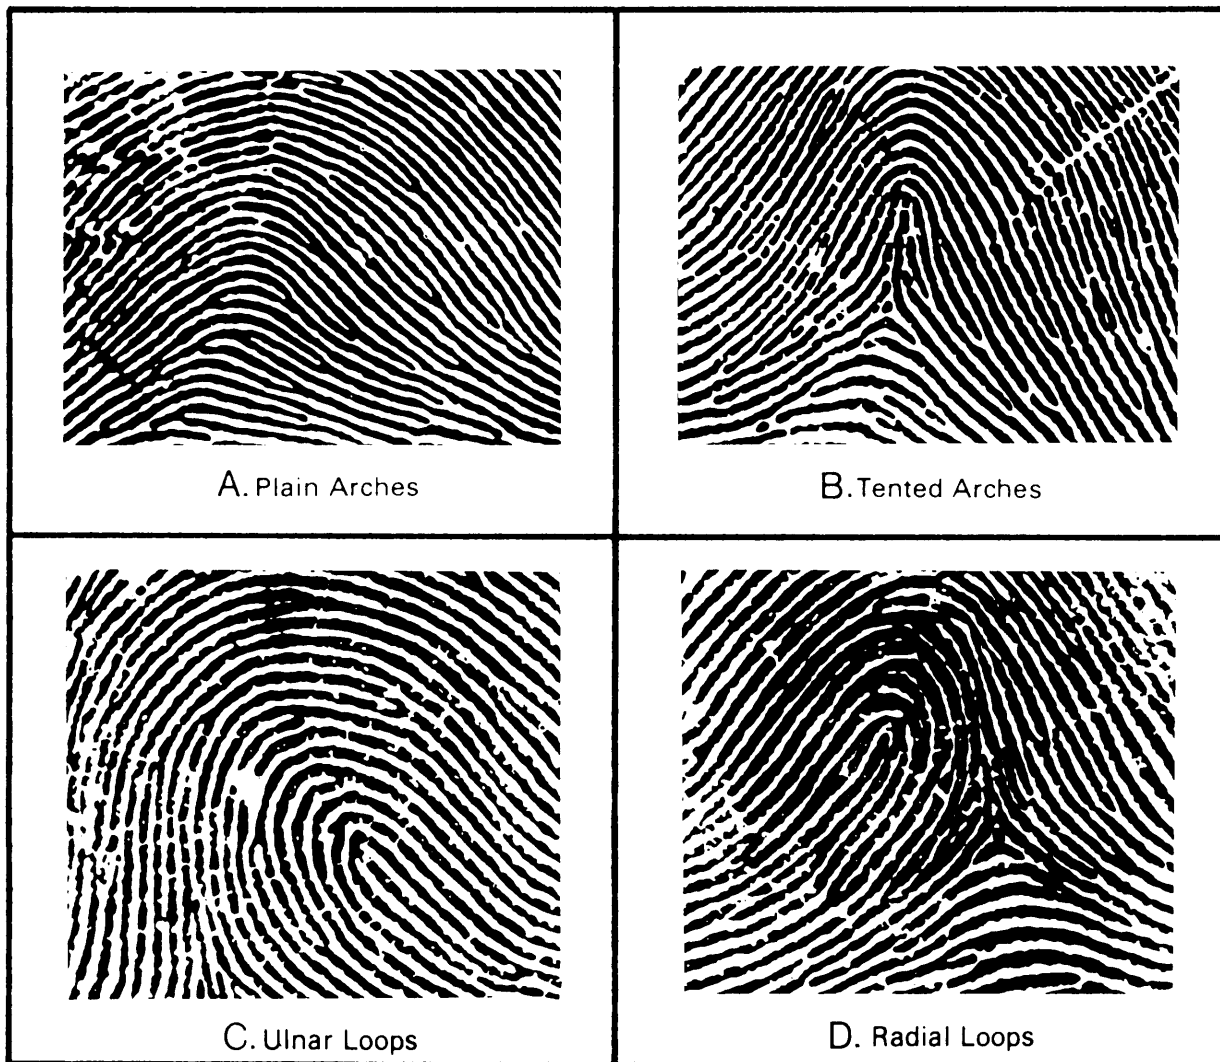 A. Plain Arches
B. Tented Arches
C. Ulnar Loops
D. Radial Loops